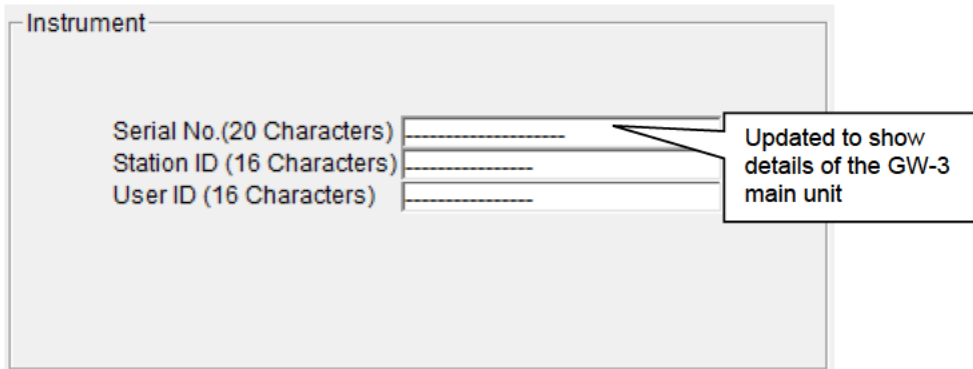 Instrument
Serial No.(20 Characters) --------------------
Station ID (16 Characters) ----------------
User ID (16 Characters) ----------------
Updated to show
details of the GW-3
main unit